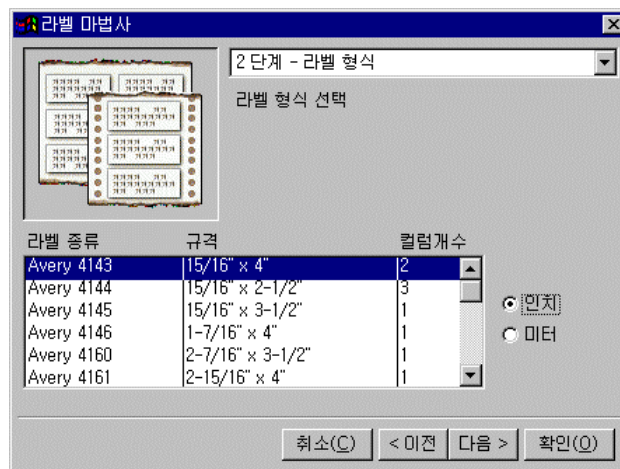 라벨 마법사
2 단계 - 라벨 형식
라벨 형식 선택
라벨 종류 규격 컬럼개수
Avery 4143 15/16" x 4" 2
Avery 4144 15/16" x 2-1/2" 3
Avery 4145 15/16" x 3-1/2" 1
Avery 4146 1-7/16" x 4" 1
Avery 4160 2-7/16" x 3-1/2" 1
Avery 4161 2-15/16" x 4" 1
인치
미터
취소(C) < 이전 다음 > 확인(O)